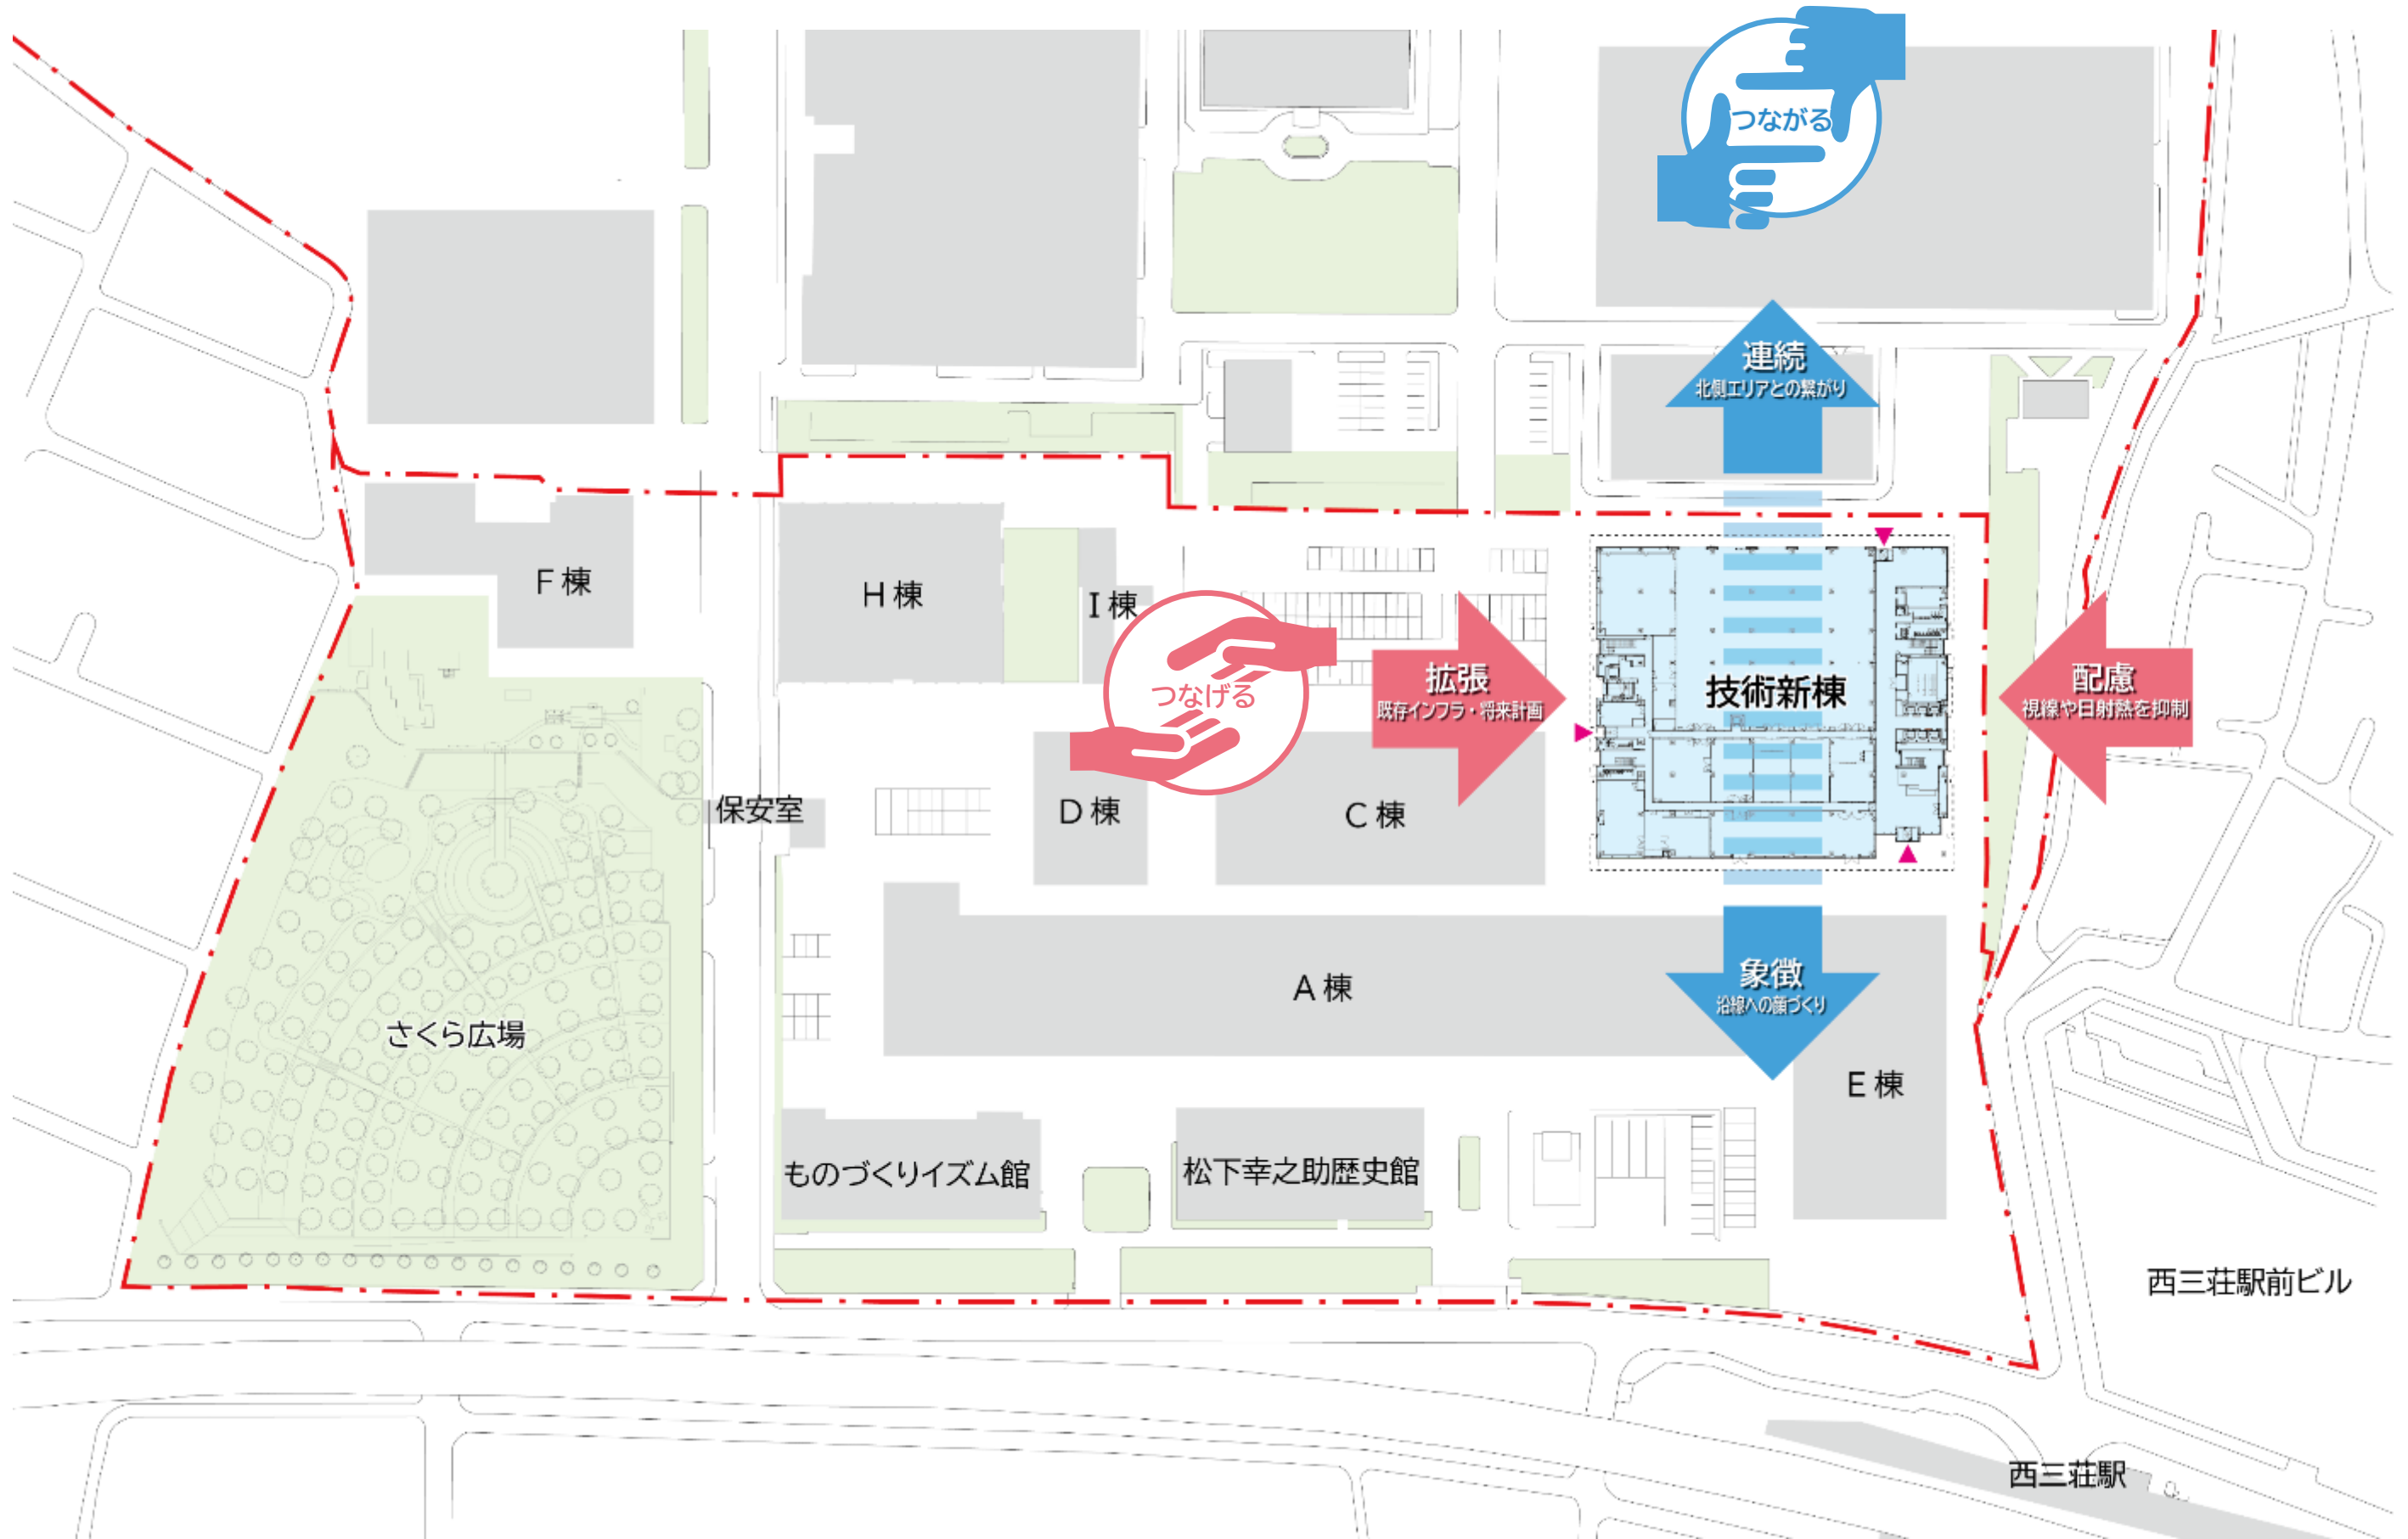 つながる
連続
北側エリアとの繋がり
F 棟
H 棟
I 棟
つなげる
拡張
既存インフラ・将来計画
技術新棟
配慮
視線や日射熱を抑制
保安室
D 棟
C 棟
A 棟
象徴
沿線への顔づくり
さくら広場
E 棟
ものづくりイズム館
松下幸之助歴史館
西三荘駅前ビル
西三荘駅